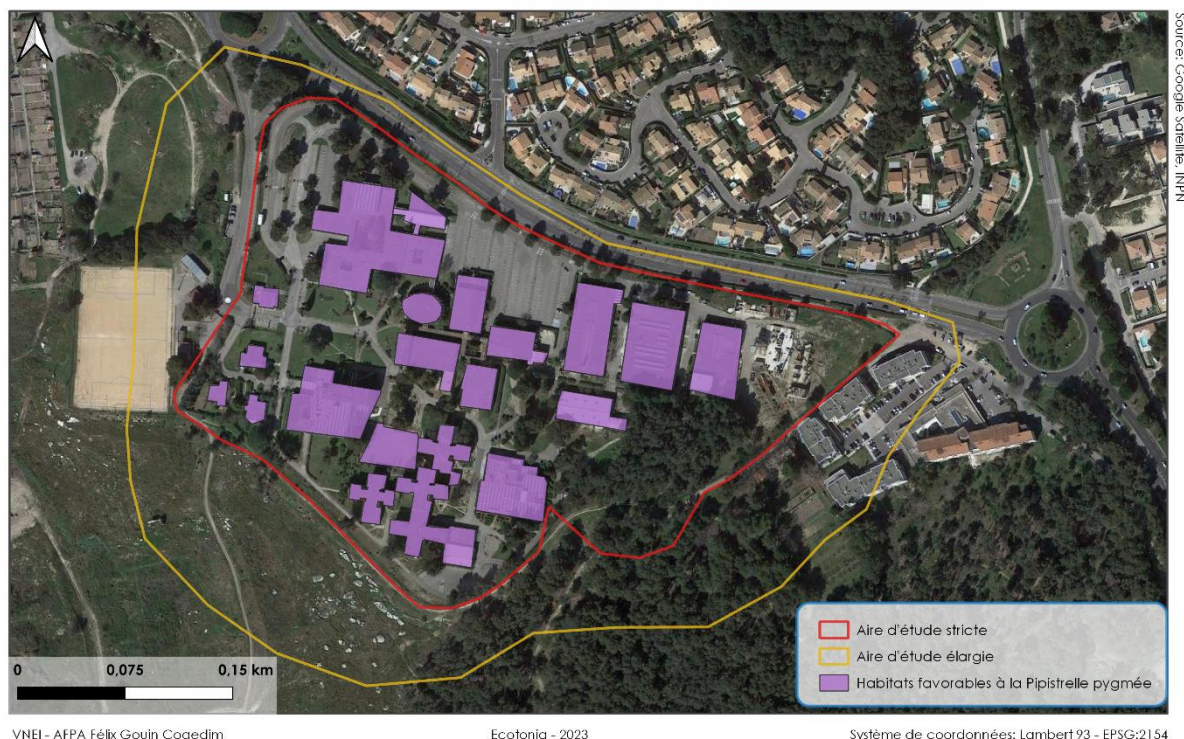 Source: Google Satellite, INPN
Aire d'étude stricte
Aire d'étude élargie
Habitats favorables à la Pipistrelle pygmée
0 0,075 0,15 km
VNEI - AFPA Félix Gouin Cogedim
Ecotonia - 2023
Système de coordonnées: Lambert 93 - EPSG:2154